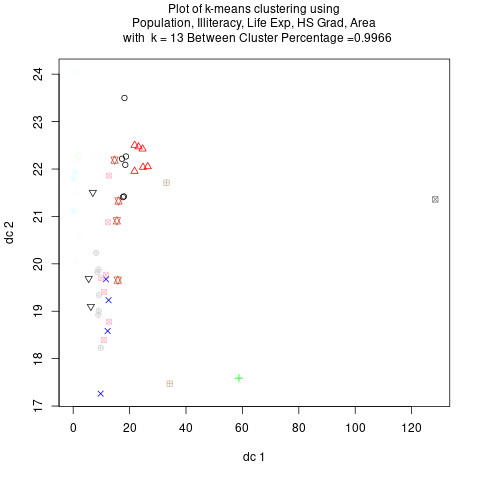 Plot of k-means clustering using
Population, Illiteracy, Life Exp, HS Grad, Area
with k = 13 Between Cluster Percentage =0.9966
24
23
22
21
20
19
18
17
dc 2
0 20 40 60 80 100 120
dc 1